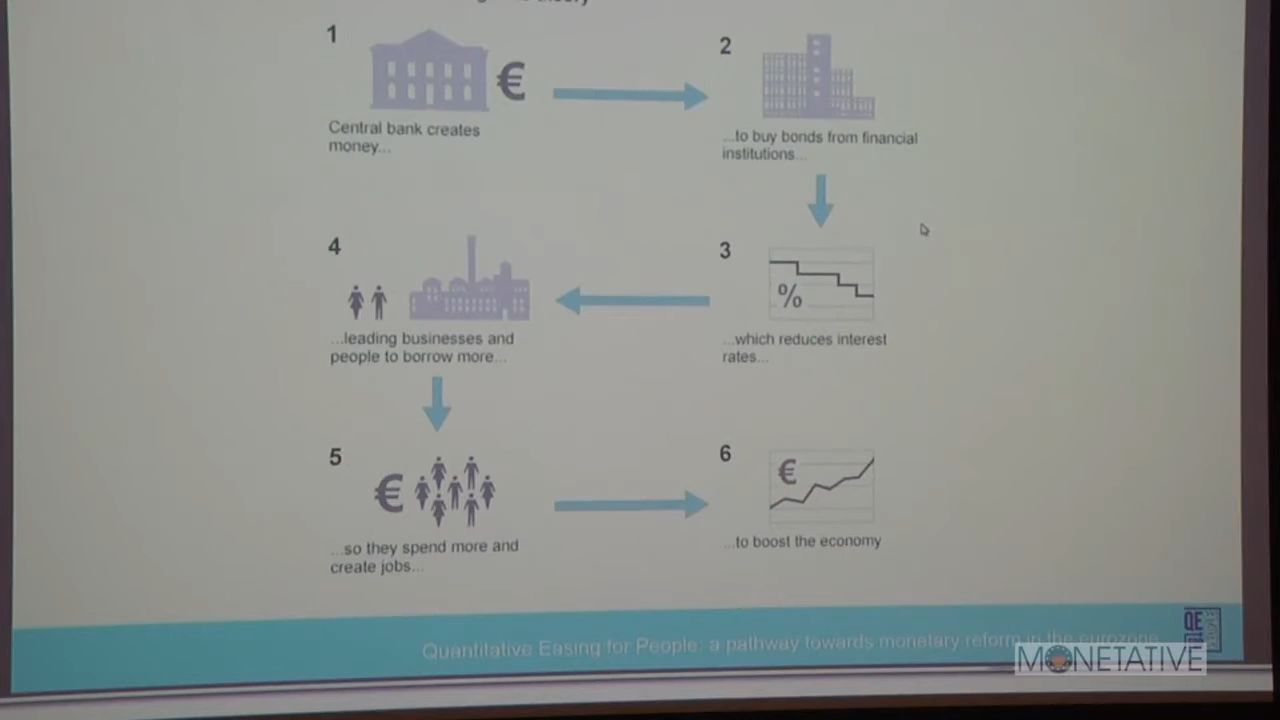 theory
1
€
Central bank creates
money...
2
...to buy bonds from financial
institutions...
4
...leading businesses and
people to borrow more...
3
%
...which reduces interest
rates...
5
€
...so they spend more and
create jobs...
6
€
...to boost the economy
Quantitative Easing for People: a pathway towards monetary reform in the eurozone
QE
MONETATIVE